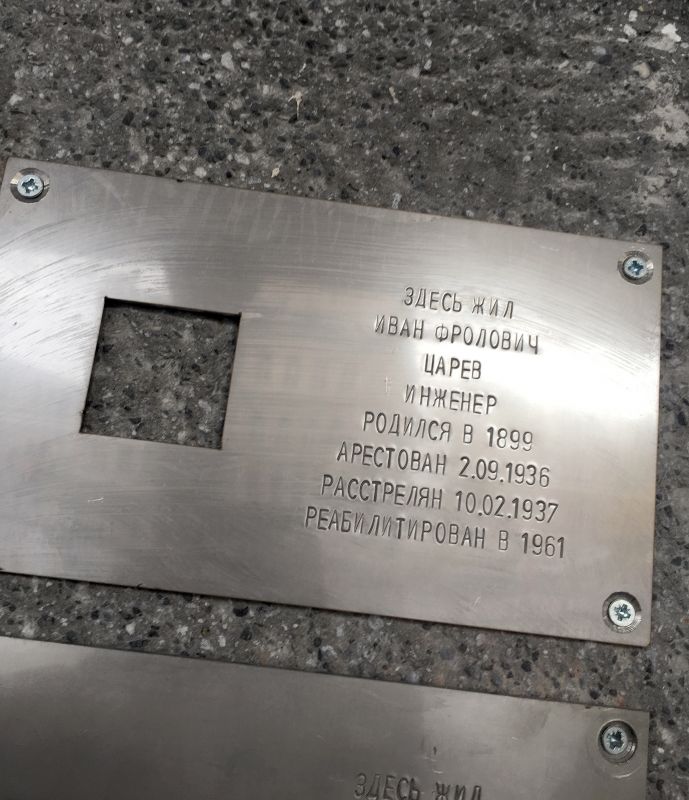 ЗДЕСЬ ЖИЛ
ИВАН ФРОЛОВИЧ
ЦАРЕВ
ИНЖЕНЕР
РОДИЛСЯ В 1899
АРЕСТОВАН 2.09.1936
РАССТРЕЛЯН 10.02.1937
РЕАБИЛИТИРОВАН В 1961
ЗДЕСЬ ЖИЛ